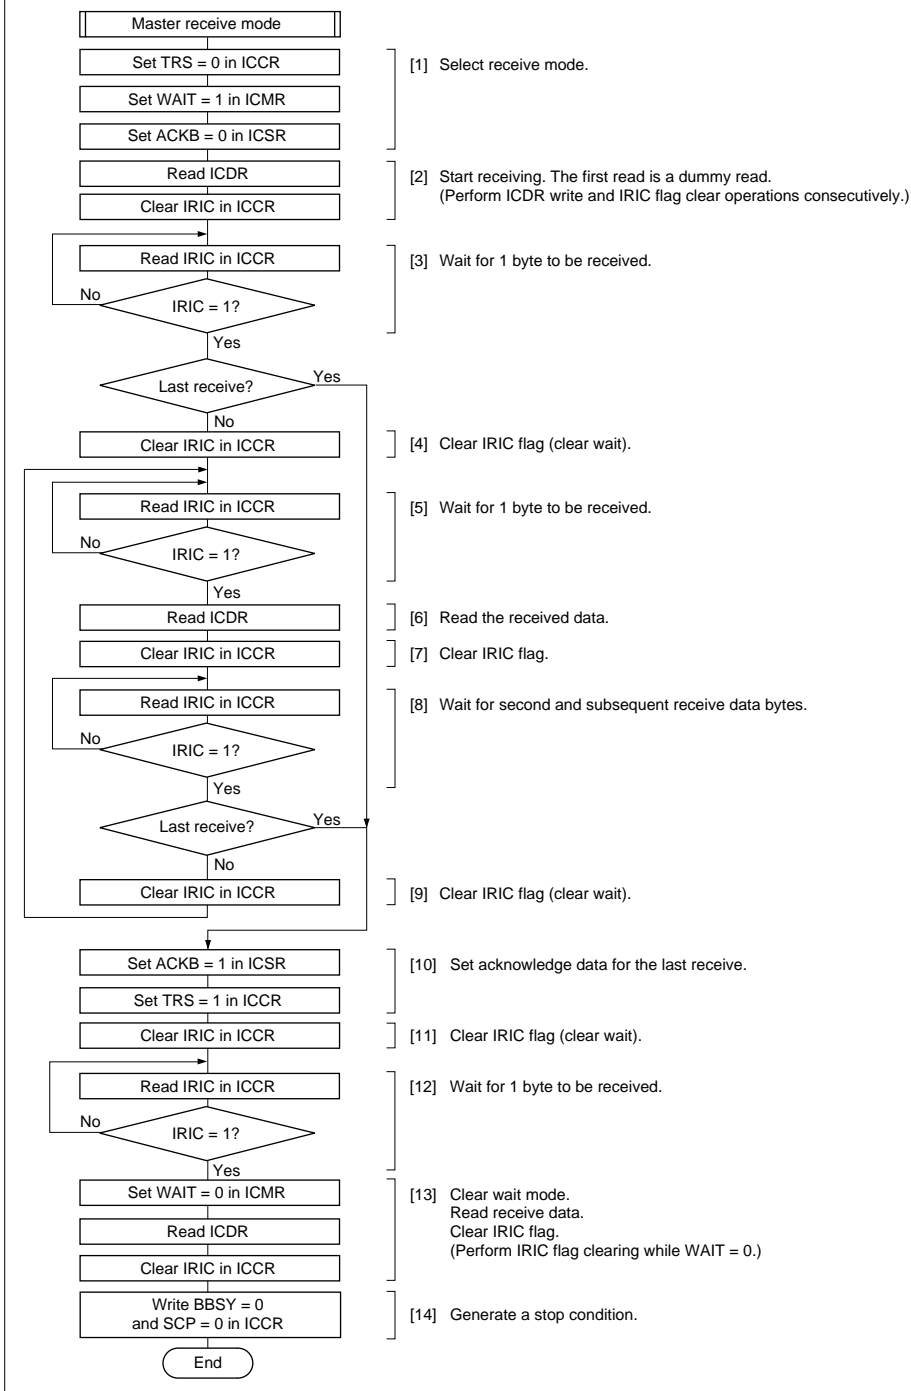 Master receive mode
Set TRS = 0 in ICCR
[1] Select receive mode.
Set WAIT = 1 in ICMR
Set ACKB = 0 in ICSR
Read ICDR
[2] Start receiving. The first read is a dummy read.
(Perform ICDR write and IRIC flag clear operations consecutively.)
Clear IRIC in ICCR
Read IRIC in ICCR
[3] Wait for 1 byte to be received.
No
IRIC = 1?
Yes
Last receive?
Yes
No
Clear IRIC in ICCR
[4] Clear IRIC flag (clear wait).
Read IRIC in ICCR
[5] Wait for 1 byte to be received.
No
IRIC = 1?
Yes
Read ICDR
[6] Read the received data.
Clear IRIC in ICCR
[7] Clear IRIC flag.
Read IRIC in ICCR
[8] Wait for second and subsequent receive data bytes.
No
IRIC = 1?
Yes
Last receive?
Yes
No
Clear IRIC in ICCR
[9] Clear IRIC flag (clear wait).
Set ACKB = 1 in ICSR
[10] Set acknowledge data for the last receive.
Set TRS = 1 in ICCR
Clear IRIC in ICCR
[11] Clear IRIC flag (clear wait).
Read IRIC in ICCR
[12] Wait for 1 byte to be received.
No
IRIC = 1?
Yes
Set WAIT = 0 in ICMR
[13] Clear wait mode.
Read receive data.
Clear IRIC flag.
(Perform IRIC flag clearing while WAIT = 0.)
Read ICDR
Clear IRIC in ICCR
Write BBSY = 0
and SCP = 0 in ICCR
[14] Generate a stop condition.
End